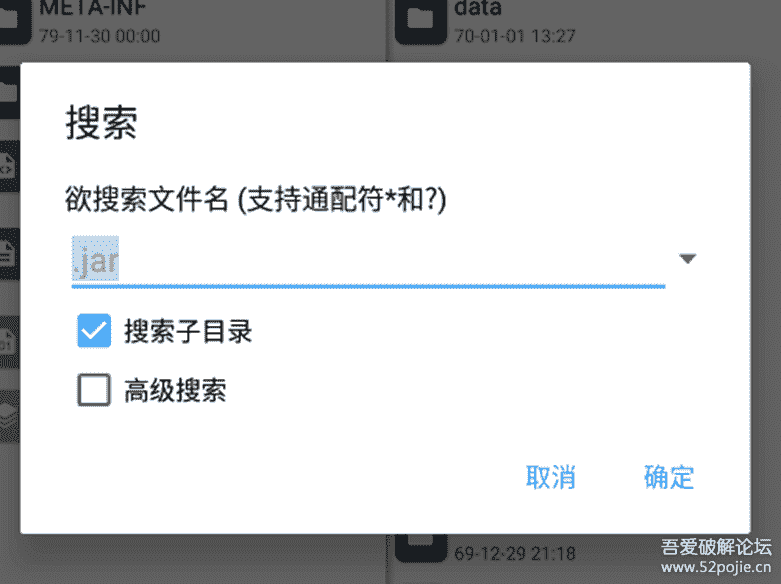 META-INF
79-11-30 00:00
data
70-01-01 13:27
搜索
欲搜索文件名 (支持通配符*和?)
.jar
搜索子目录
高级搜索
取消
确定
69-12-29 21:18
吾爱破解论坛
www.52pojie.cn